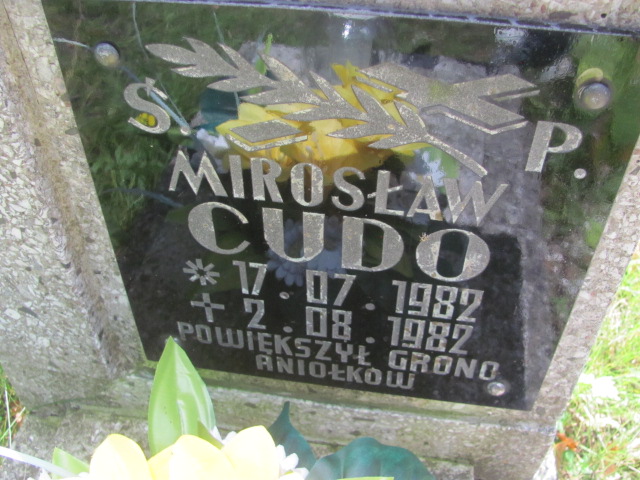 Ś. P.
MIROSŁAW
CUDO
* 17.07.1982
+ 2.08.1982
POWIĘKSZYŁ GRONO
ANIOŁKÓW